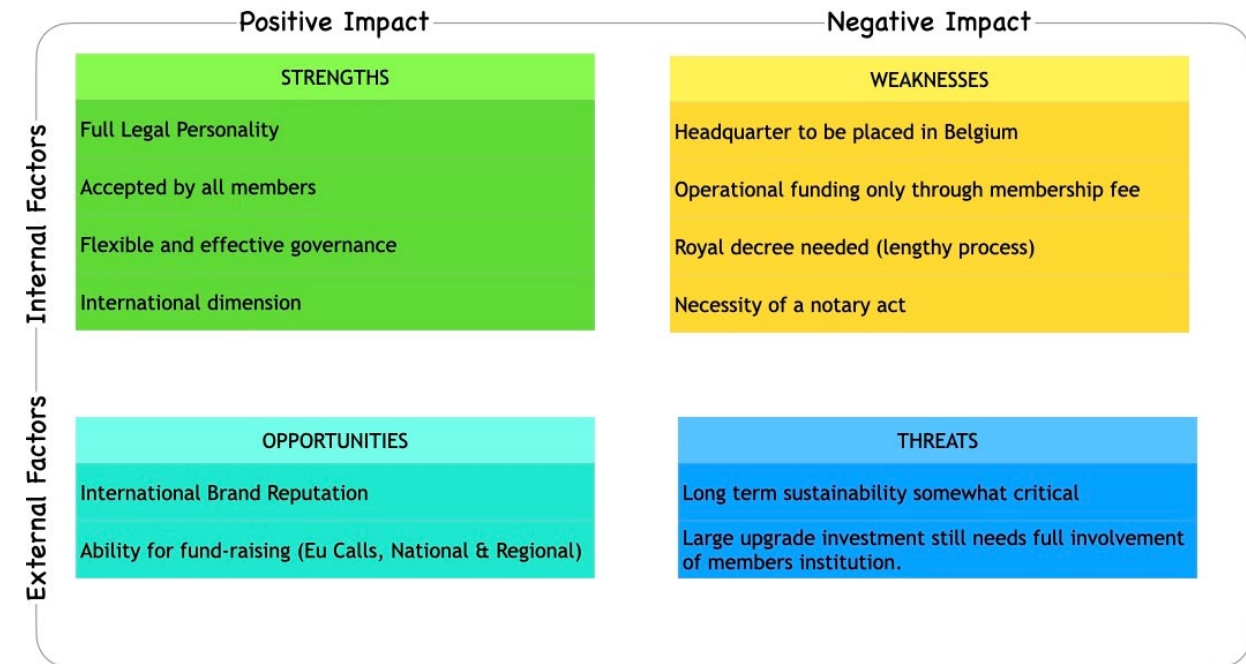 Positive Impact
Negative Impact
Internal Factors
STRENGTHS
Full Legal Personality
Accepted by all members
Flexible and effective governance
International dimension
WEAKNESSES
Headquarter to be placed in Belgium
Operational funding only through membership fee
Royal decree needed (lengthy process)
Necessity of a notary act
External Factors
OPPORTUNITIES
International Brand Reputation
Ability for fund-raising (Eu Calls, National & Regional)
THREATS
Long term sustainability somewhat critical
Large upgrade investment still needs full involvement
of members institution.